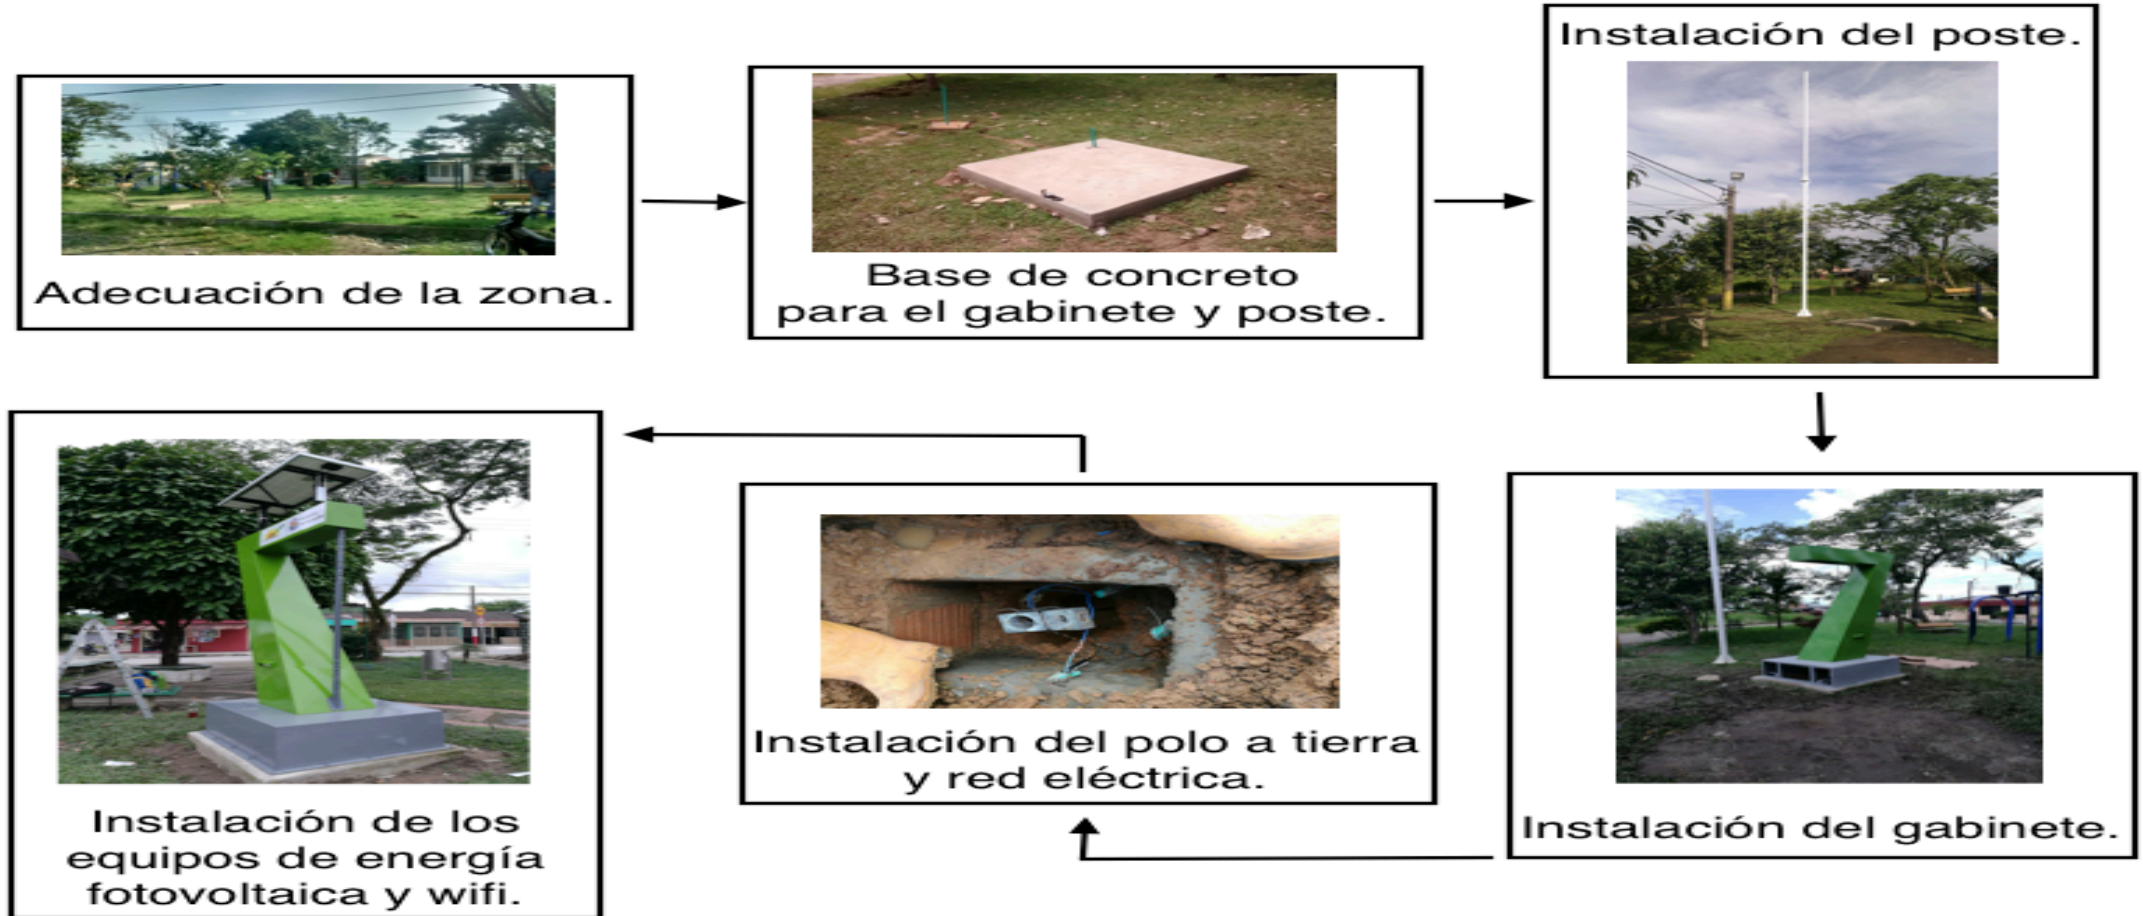 Adecuación de la zona.
Base de concreto
para el gabinete y poste.
Instalación del poste.
Instalación del gabinete.
Instalación del polo a tierra
y red eléctrica.
Instalación de los
equipos de energía
fotovoltaica y wifi.